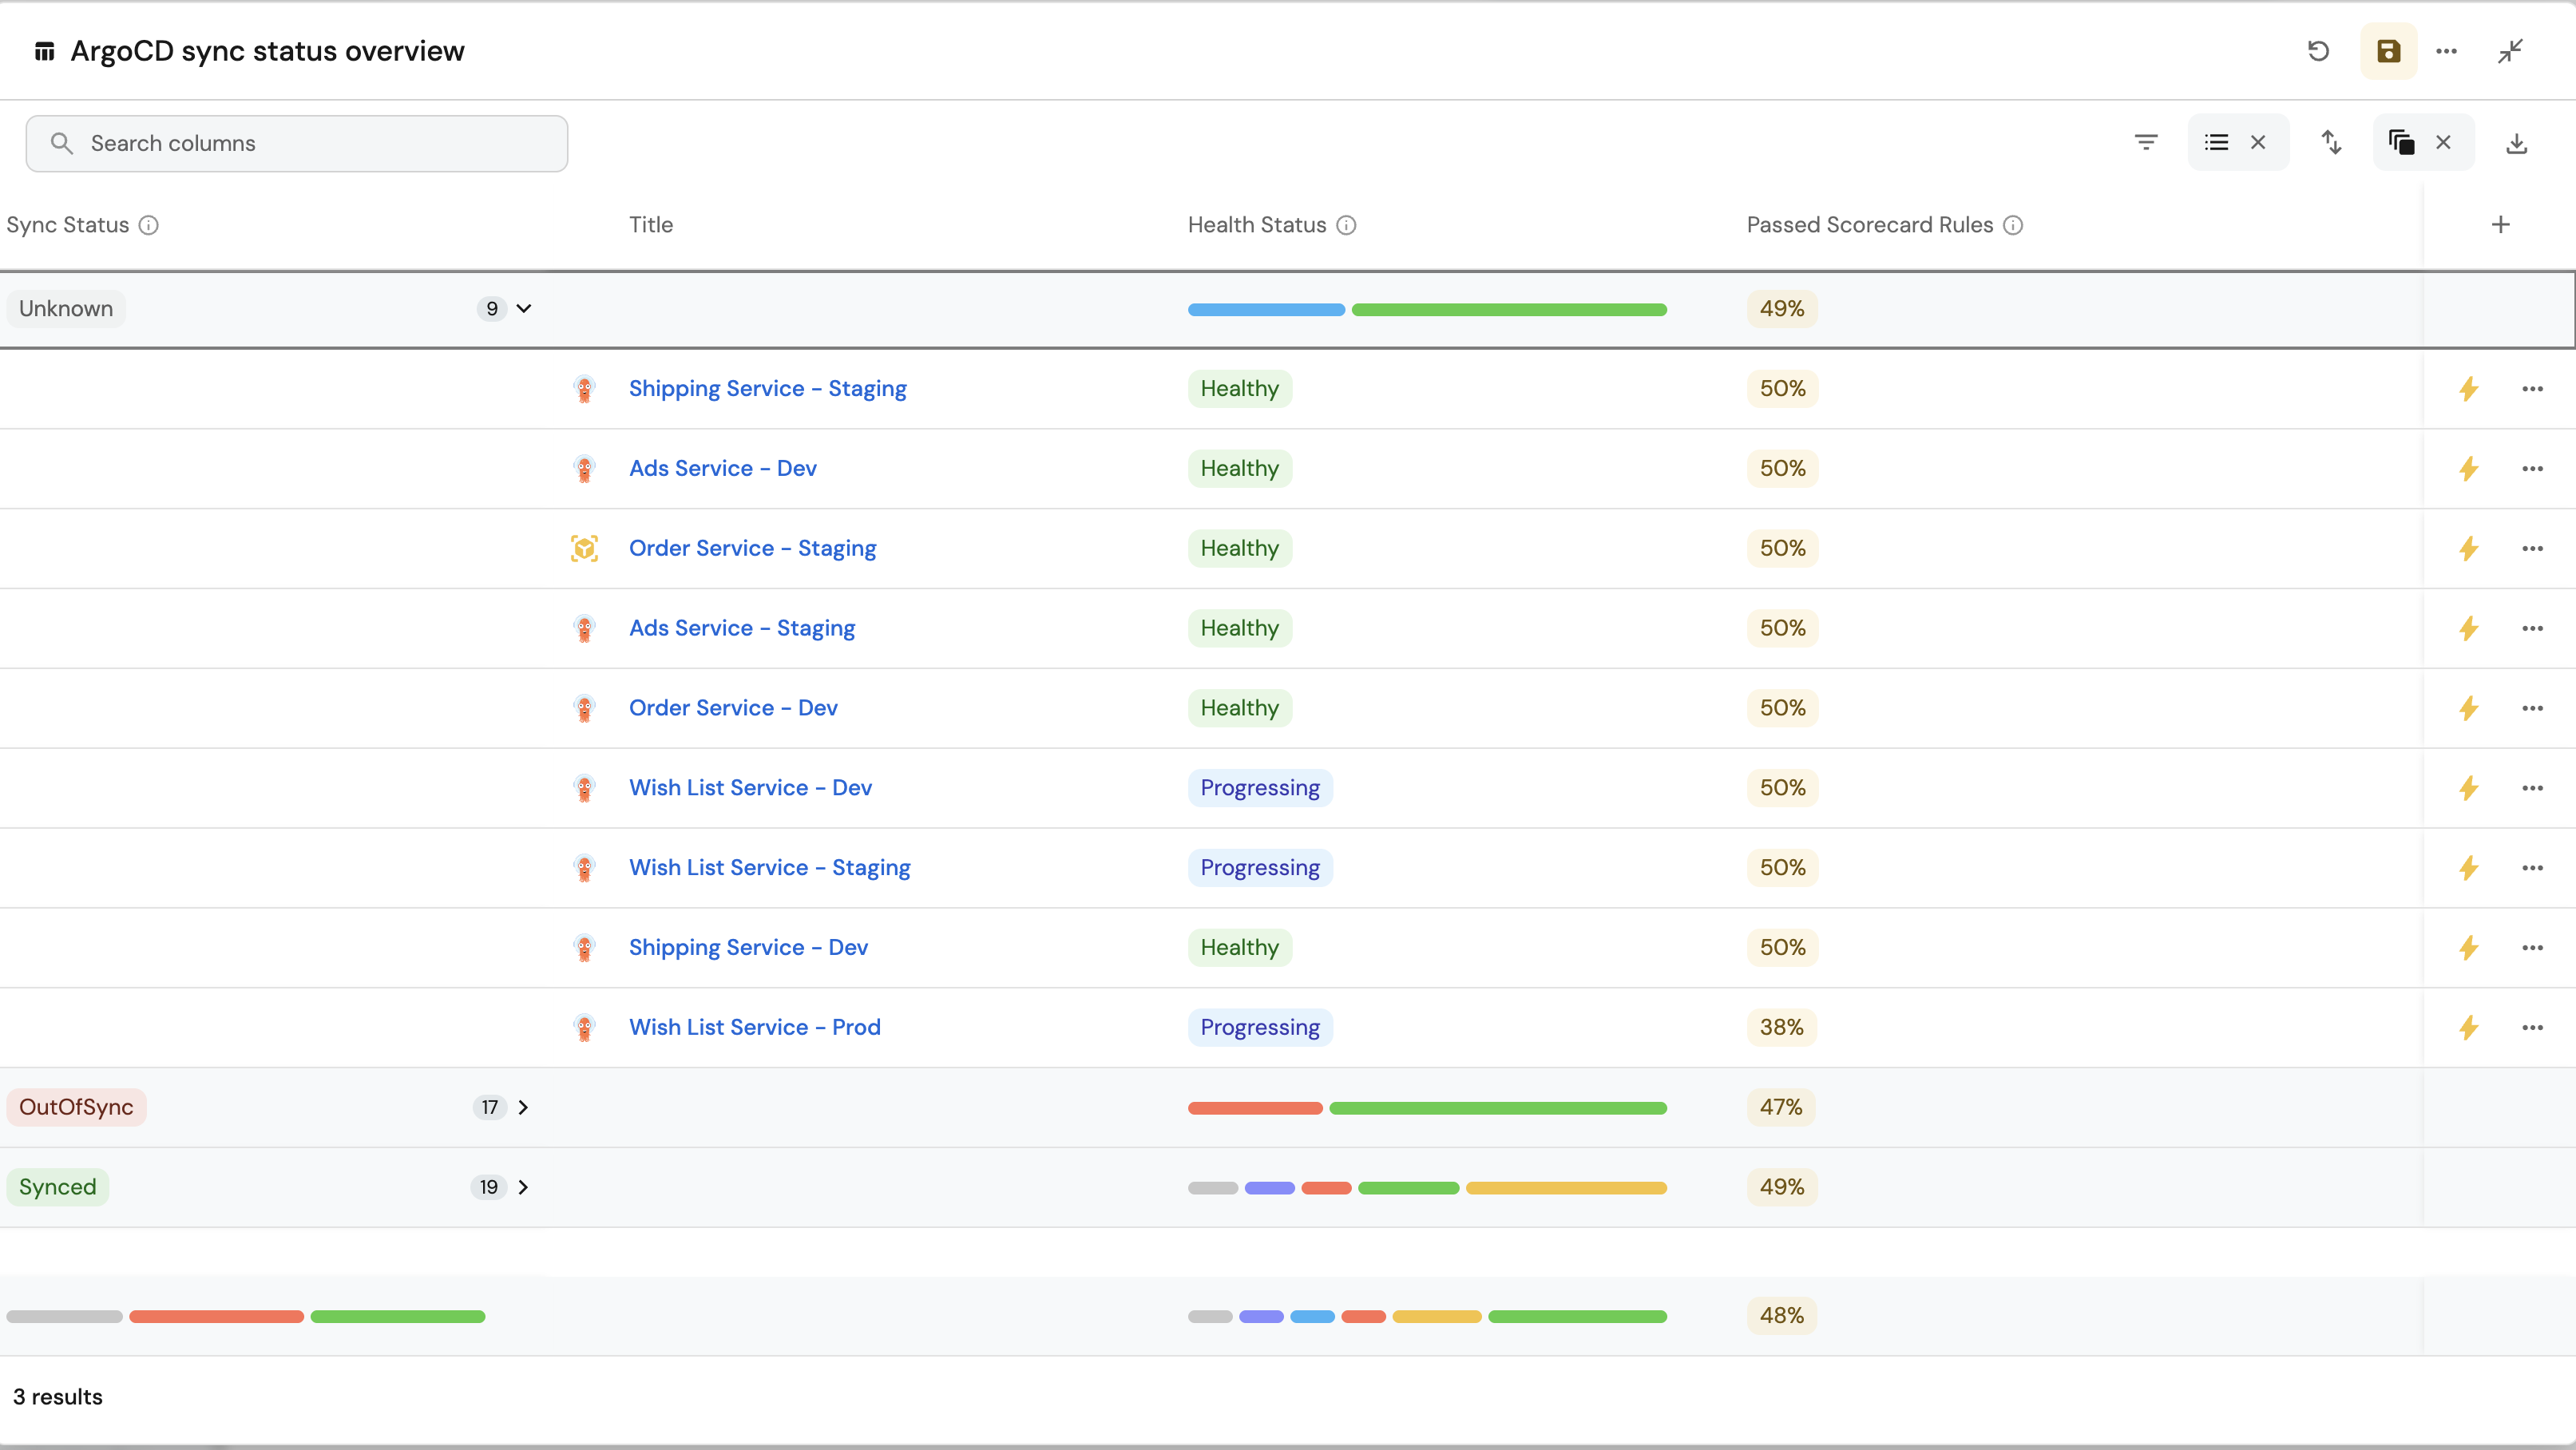 ArgoCD sync status overview
Search columns
Sync Status Title Health Status Passed Scorecard Rules
Unknown 9 49%
Shipping Service - Staging Healthy 50%
Ads Service - Dev Healthy 50%
Order Service - Staging Healthy 50%
Ads Service - Staging Healthy 50%
Order Service - Dev Healthy 50%
Wish List Service - Dev Progressing 50%
Wish List Service - Staging Progressing 50%
Shipping Service - Dev Healthy 50%
Wish List Service - Prod Progressing 38%
OutOfSync 17 47%
Synced 19 49%
48%
3 results